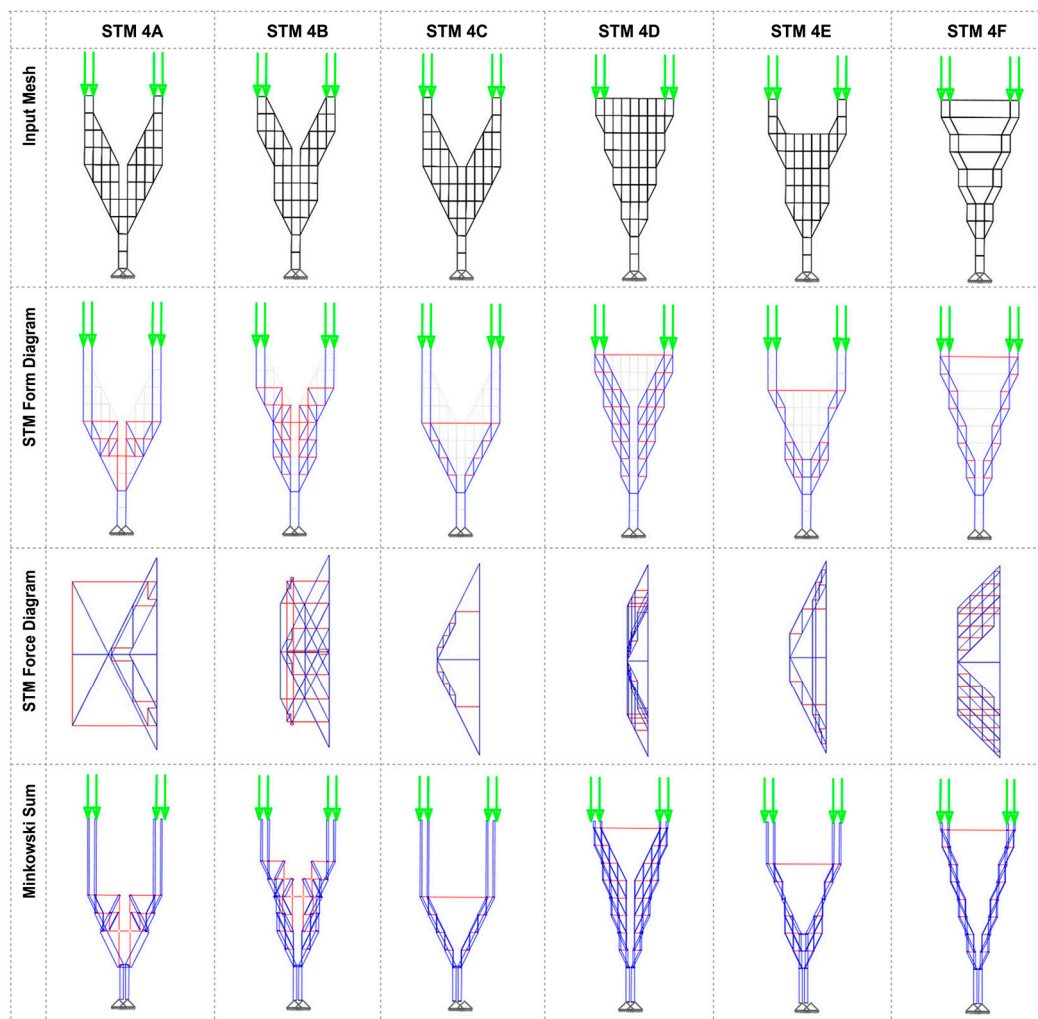 STM 4A STM 4B STM 4C STM 4D STM 4E STM 4F
Input Mesh
STM Form Diagram
STM Force Diagram
Minkowski Sum